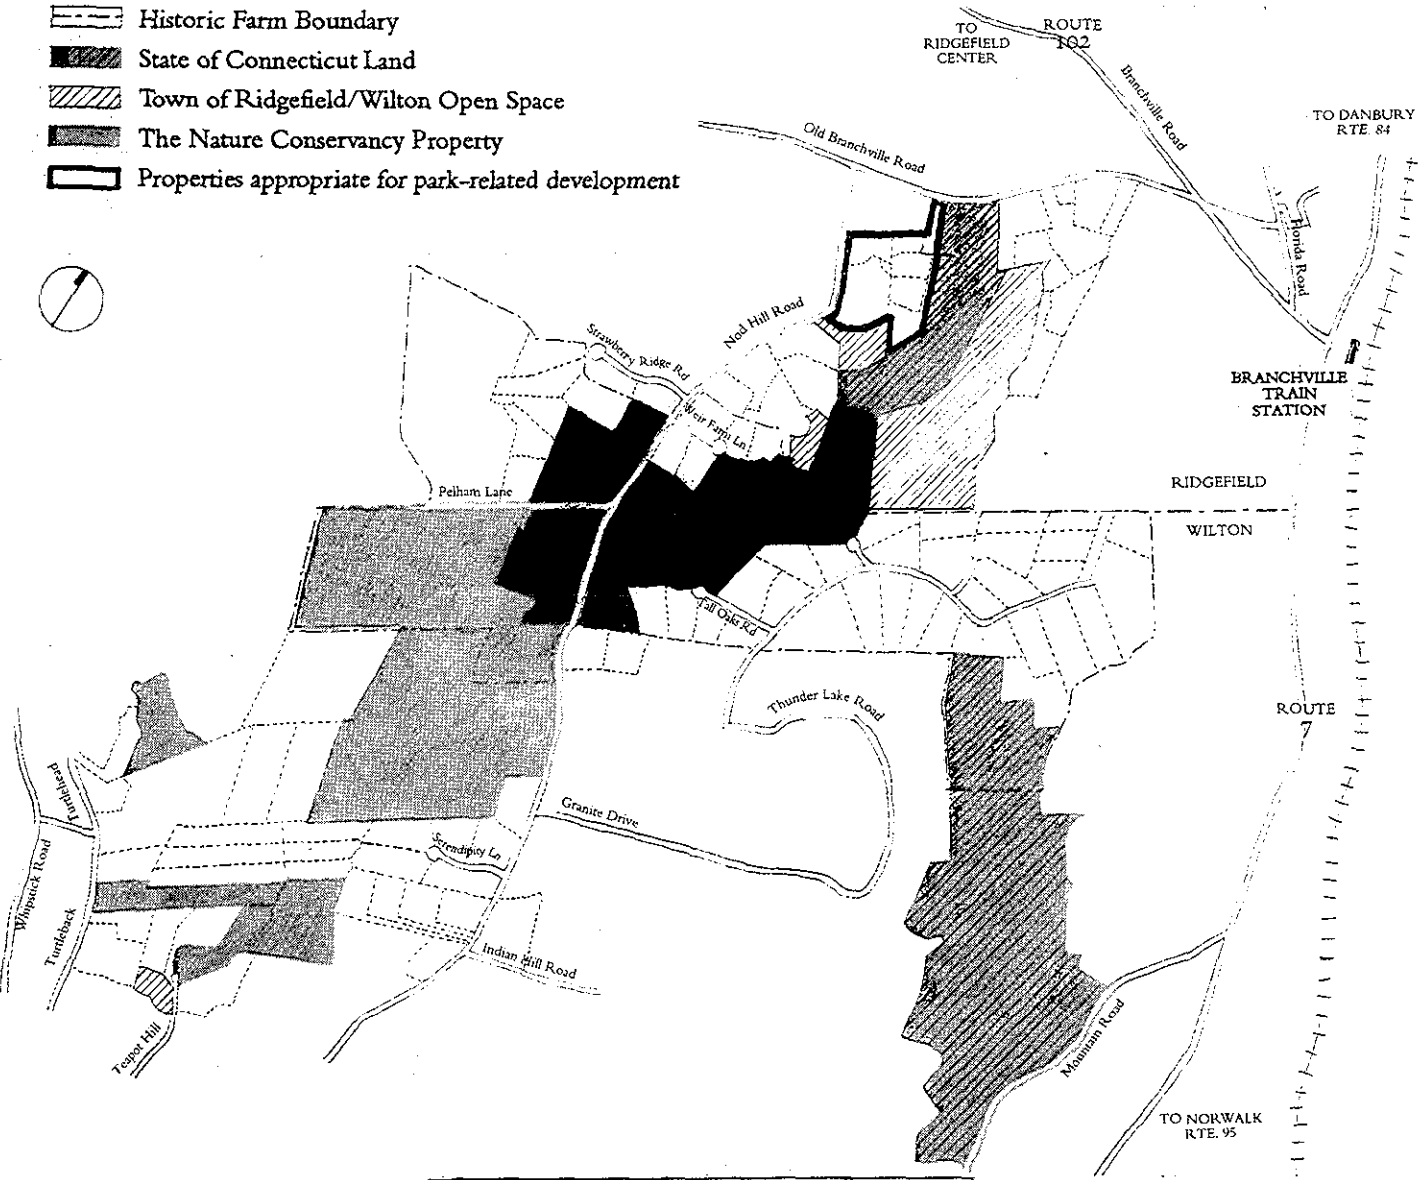 Historic Farm Boundary
State of Connecticut Land
Town of Ridgefield/Wilton Open Space
The Nature Conservancy Property
Properties appropriate for park-related development
TO
RIDGEFIELD
CENTER
ROUTE
102
Branchville Road
TO DANBURY
RTE. 84
Old Branchville Road
Florida Road
Nod Hill Road
Strawberry Ridge Rd
Weir Farm Ln
BRANCHVILLE
TRAIN
STATION
Pelham Lane
RIDGEFIELD
WILTON
Tall Oaks Rd
Thunder Lake Road
ROUTE
7
Granite Drive
Serendipity Ln
Turtlehead
Whipstick Road
Turtleback
Indian Hill Road
Teapot Hill
Mountain Road
TO NORWALK
RTE. 95